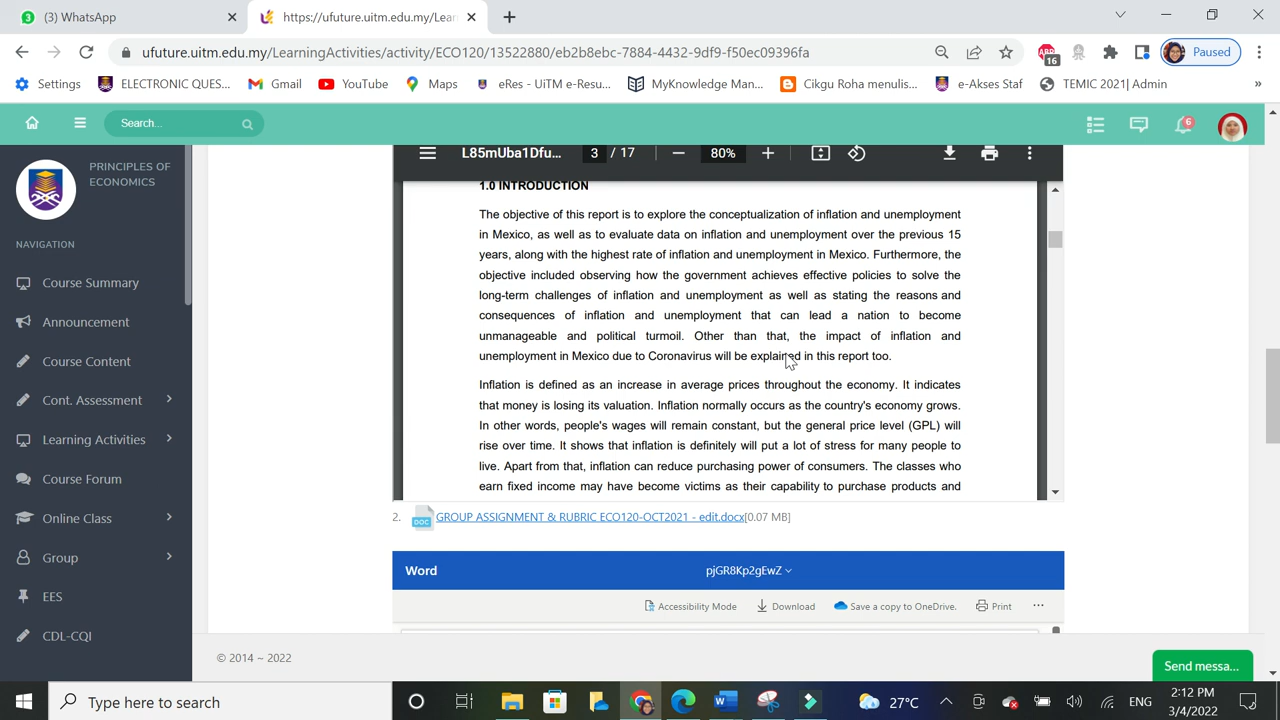 (3) WhatsApp
https://ufuture.uitm.edu.my/Lear
ufuture.uitm.edu.my/LearningActivities/activity/ECO120/13522880/eb2b8ebc-7884-4432-9df9-f50ec09396fa
16
Paused
Settings
ELECTRONIC QUES...
Gmail
YouTube
Maps
eRes - UiTM e-Resu...
MyKnowledge Man...
Cikgu Roha menulis...
e-Akses Staf
TEMIC 2021| Admin
»
Search...
6
PRINCIPLES OF
ECONOMICS
NAVIGATION
Course Summary
Announcement
Course Content
Cont. Assessment
Learning Activities
Course Forum
Online Class
Group
EES
CDL-CQI
L85mUba1Dfu...
3 / 17
80%
1.0 INTRODUCTION
The objective of this report is to explore the conceptualization of inflation and unemployment
in Mexico, as well as to evaluate data on inflation and unemployment over the previous 15
years, along with the highest rate of inflation and unemployment in Mexico. Furthermore, the
objective included observing how the government achieves effective policies to solve the
long-term challenges of inflation and unemployment as well as stating the reasons and
consequences of inflation and unemployment that can lead a nation to become
unmanageable and political turmoil. Other than that, the impact of inflation and
unemployment in Mexico due to Coronavirus will be explained in this report too.
Inflation is defined as an increase in average prices throughout the economy. It indicates
that money is losing its valuation. Inflation normally occurs as the country's economy grows.
In other words, people's wages will remain constant, but the general price level (GPL) will
rise over time. It shows that inflation is definitely will put a lot of stress for many people to
live. Apart from that, inflation can reduce purchasing power of consumers. The classes who
earn fixed income may have become victims as their capability to purchase products and
2. DOC GROUP ASSIGNMENT & RUBRIC ECO120-OCT2021 - edit.docx[0.07 MB]
Word
pjGR8Kp2gEwZ
Accessibility Mode
Download
Save a copy to OneDrive.
Print
...
© 2014 ~ 2022
Send messa...
Type here to search
27°C
ENG
2:12 PM
3/4/2022